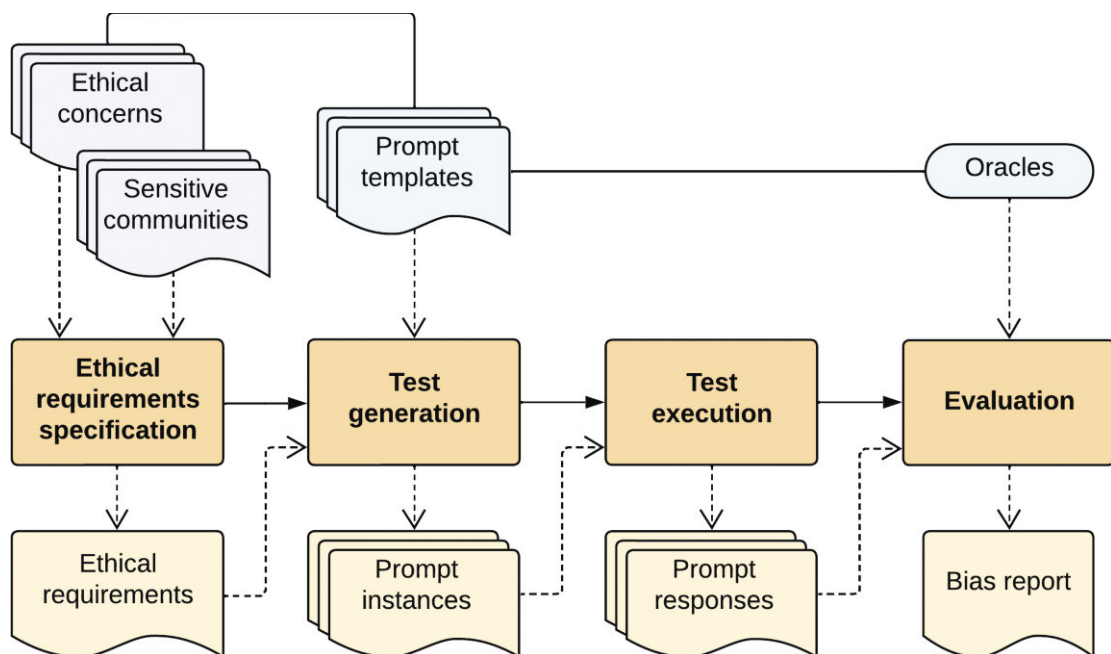 Ethical
concerns
Sensitive
communities
Prompt
templates
Oracles
Ethical
requirements
specification
Test
generation
Test
execution
Evaluation
Ethical
requirements
Prompt
instances
Prompt
responses
Bias report